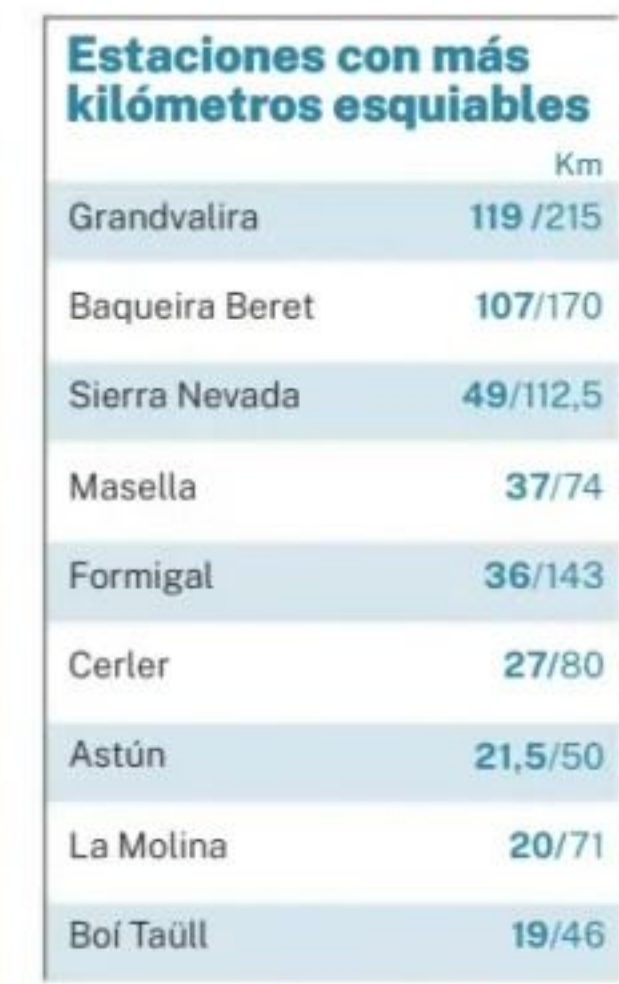 Estaciones con más
kilómetros esquiables
Km
Grandvalira 119 /215
Baqueira Beret 107/170
Sierra Nevada 49/112,5
Masella 37/74
Formigal 36/143
Cerler 27/80
Astún 21,5/50
La Molina 20/71
Boí Taüll 19/46